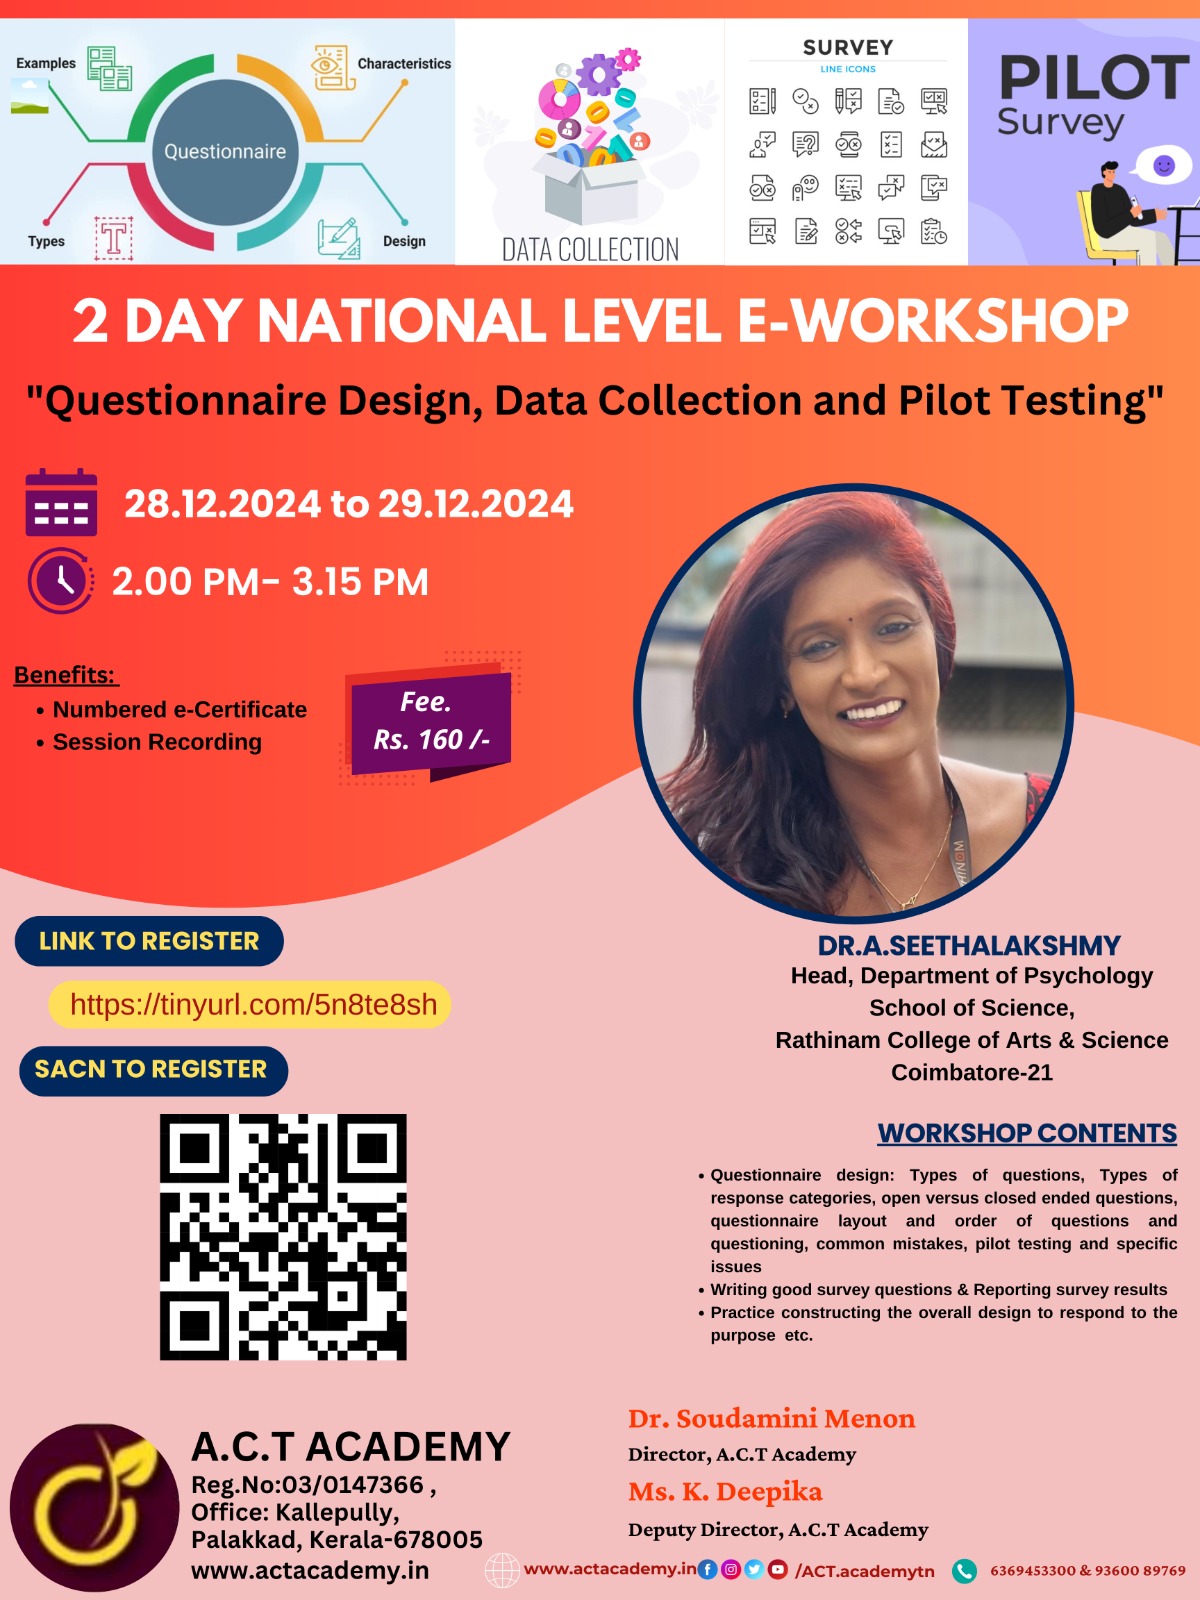 Examples
Characteristics
Questionnaire
Types
Design
DATA COLLECTION
SURVEY
LINE ICONS
PILOT
Survey
2 DAY NATIONAL LEVEL E-WORKSHOP
"Questionnaire Design, Data Collection and Pilot Testing"
28.12.2024 to 29.12.2024
2.00 PM- 3.15 PM
Benefits:
• Numbered e-Certificate
• Session Recording
Fee.
Rs. 160 /-
LINK TO REGISTER
https://tinyurl.com/5n8te8sh
SACN TO REGISTER
DR.A.SEETHALAKSHMY
Head, Department of Psychology
School of Science,
Rathinam College of Arts & Science
Coimbatore-21
WORKSHOP CONTENTS
• Questionnaire design: Types of questions, Types of
response categories, open versus closed ended questions,
questionnaire layout and order of questions and
questioning, common mistakes, pilot testing and specific
issues
• Writing good survey questions & Reporting survey results
• Practice constructing the overall design to respond to the
purpose etc.
A.C.T ACADEMY
Reg.No:03/0147366 ,
Office: Kallepully,
Palakkad, Kerala-678005
www.actacademy.in
Dr. Soudamini Menon
Director, A.C.T Academy
Ms. K. Deepika
Deputy Director, A.C.T Academy
www.actacademy.in
/ACT.academytn
6369453300 & 93600 89769